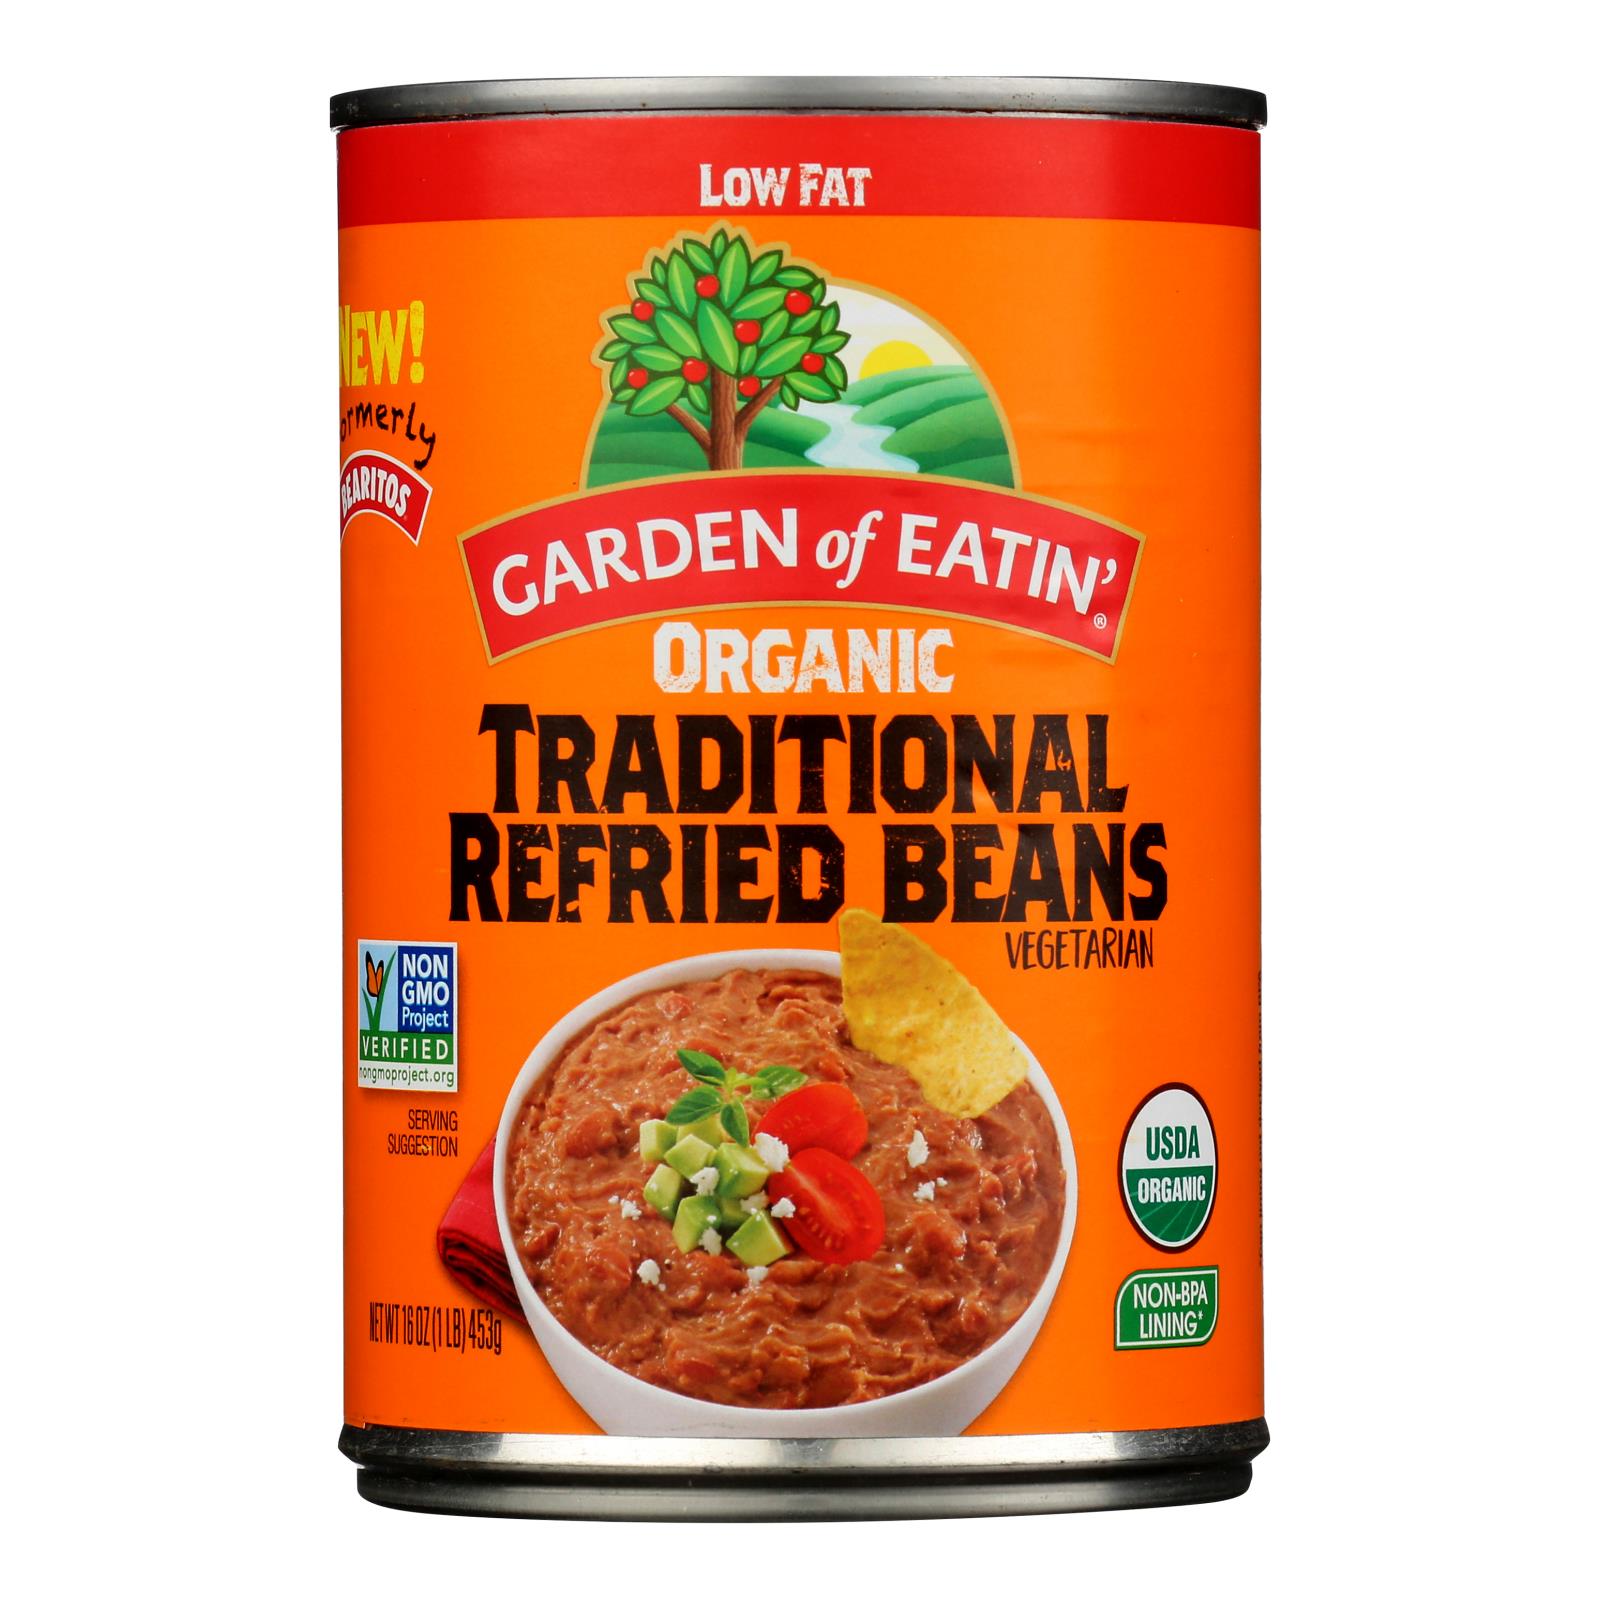 LOW FAT
NEW!
formerly
BEARITOS
GARDEN of EATIN'®
ORGANIC
TRADITIONAL
REFRIED BEANS
VEGETARIAN
NON
GMO
Project
VERIFIED
nongmoproject.org
SERVING
SUGGESTION
USDA
ORGANIC
NON-BPA
LINING*
NET WT 16 OZ (1 LB) 453g